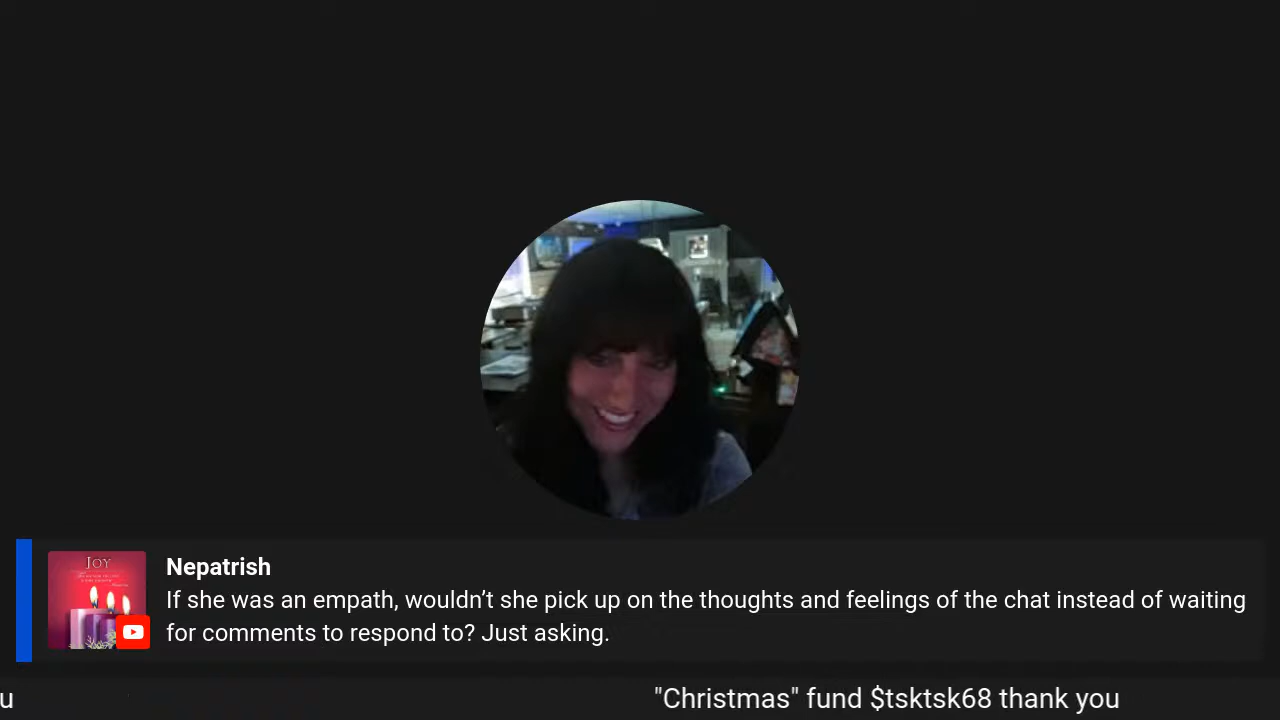 JOY
Nepatrish
If she was an empath, wouldn’t she pick up on the thoughts and feelings of the chat instead of waiting
for comments to respond to? Just asking.
u "Christmas" fund $tsktsk68 thank you